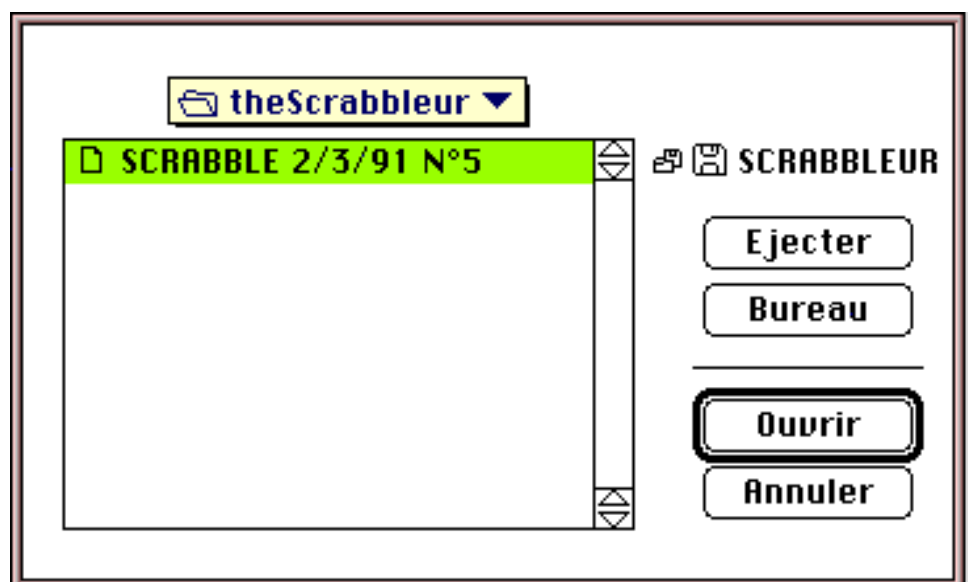 theScrabbleur
SCRABBLE 2/3/91 N°5
SCRABBLEUR
Ejecter
Bureau
Ouvrir
Annuler